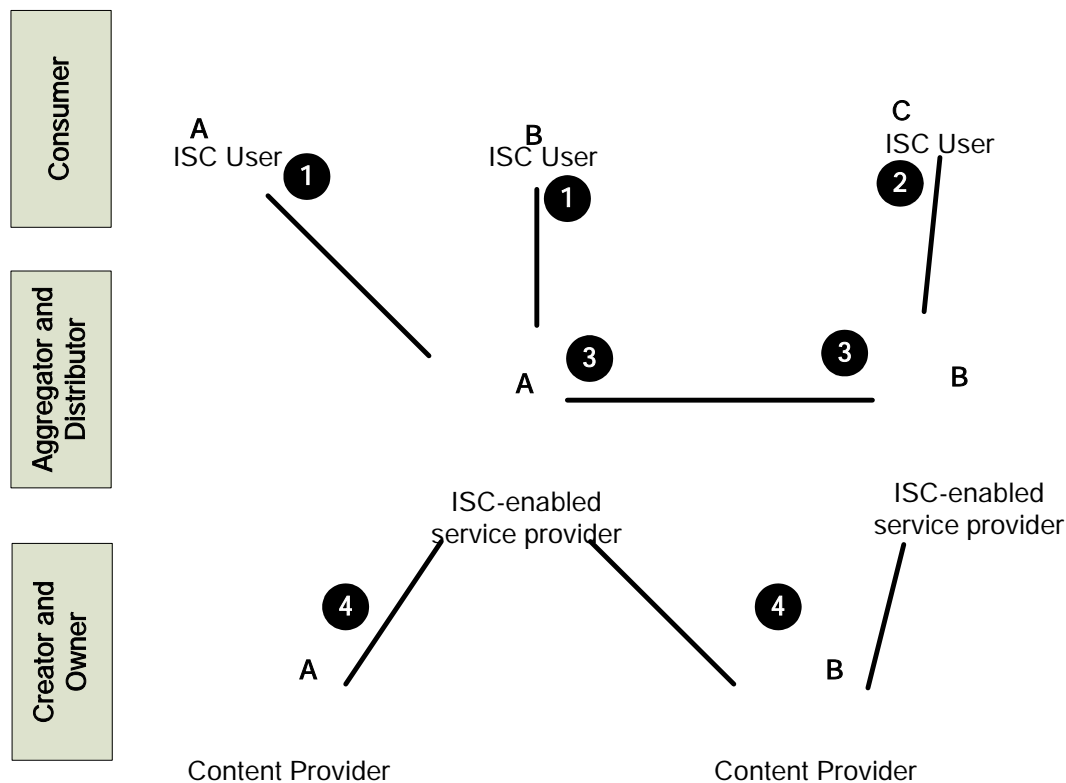 Consumer
A
ISC User
1
B
ISC User
1
C
ISC User
2
Aggregator and
Distributor
A
3
3
B
ISC-enabled
service provider
ISC-enabled
service provider
Creator and
Owner
4
A
4
B
Content Provider
Content Provider